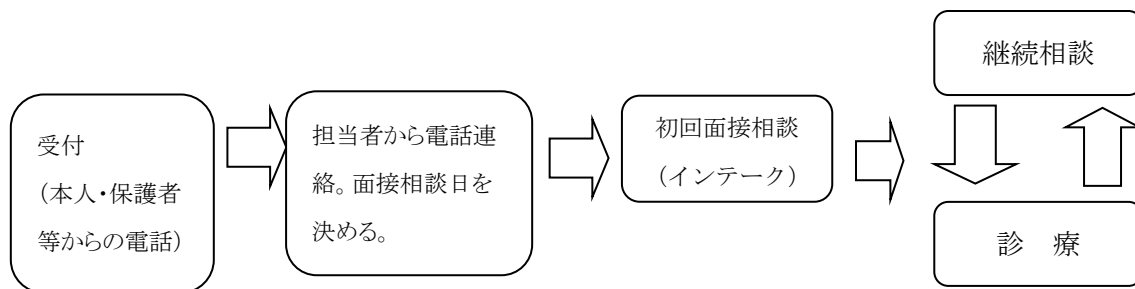 受付
(本人・保護者
等からの電話)
担当者から電話連
絡。面接相談日を
決める。
初回面接相談
(インテーク)
継続相談
診　療